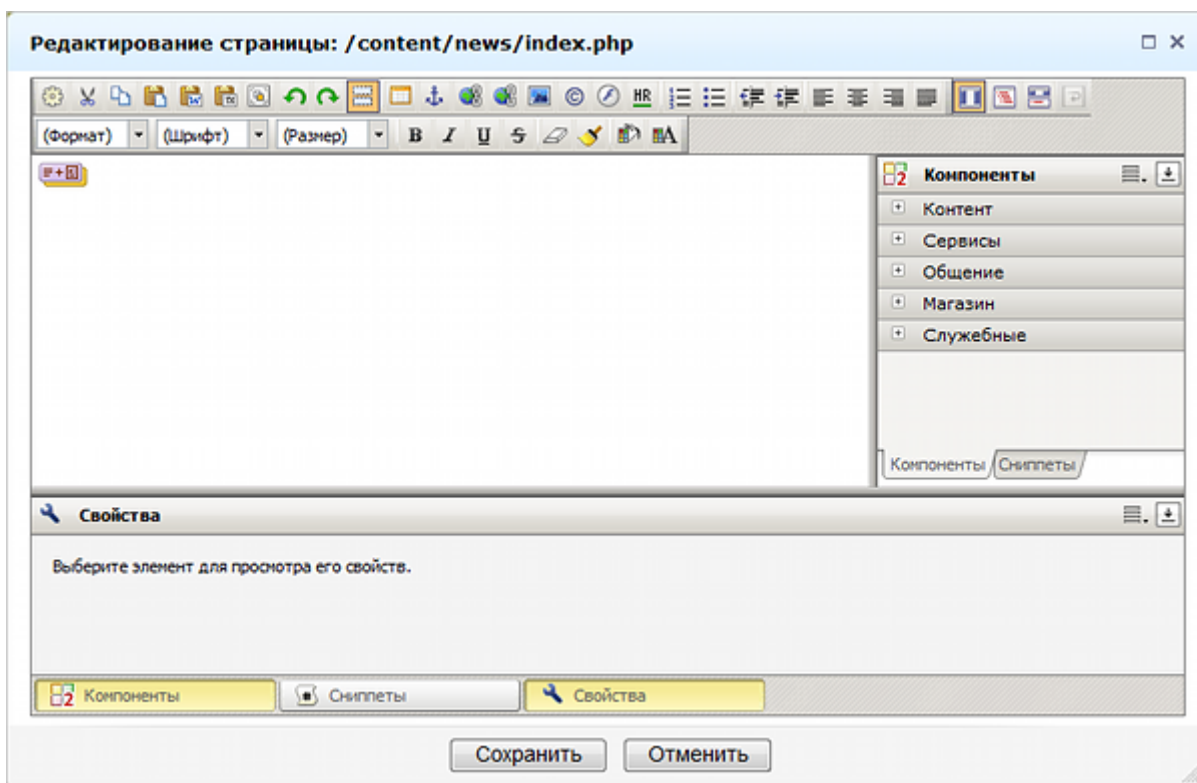 Редактирование страницы: /content/news/index.php
HR
(Формат) (Шрифт) (Размер) B I U S A
Компоненты
Контент
Сервисы
Общение
Магазин
Служебные
Компоненты Сниппеты
Свойства
Выберите элемент для просмотра его свойств.
2 Компоненты Сниппеты Свойства
Сохранить Отменить